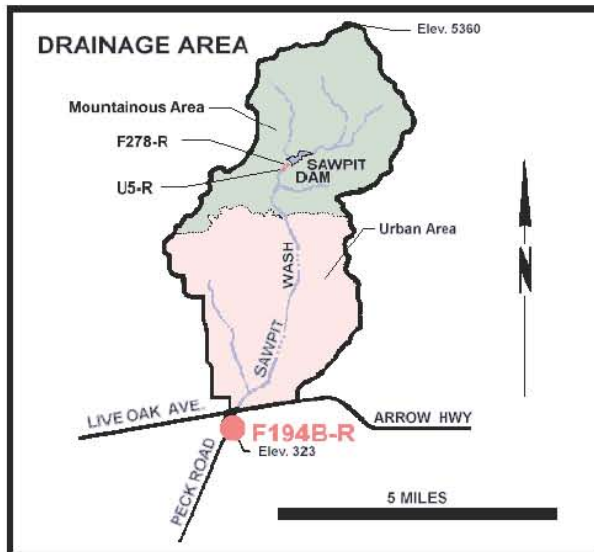 Elev. 5360
DRAINAGE AREA
Mountainous Area
F278-R
SAWPIT
DAM
U5-R
Urban Area
WASH
N
SAWPIT
LIVE OAK AVE.
ARROW HWY
F194B-R
Elev. 323
PECK ROAD
5 MILES